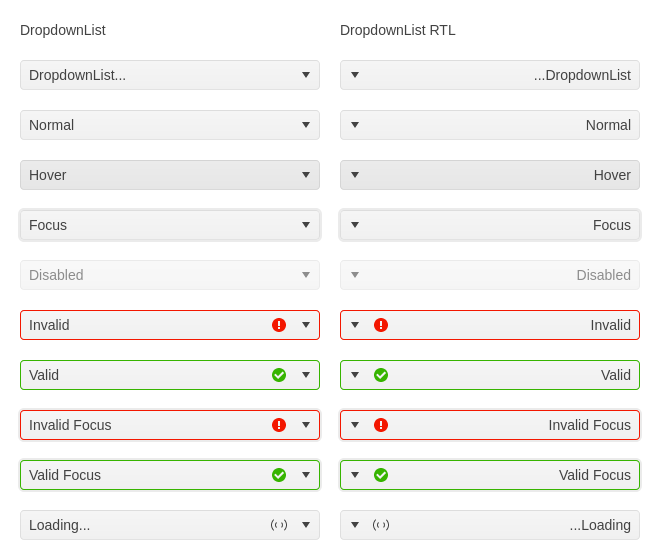 DropdownList
DropdownList RTL
DropdownList...
...DropdownList
Normal
Normal
Hover
Hover
Focus
Focus
Disabled
Disabled
Invalid
Invalid
Valid
Valid
Invalid Focus
Invalid Focus
Valid Focus
Valid Focus
Loading...
...Loading